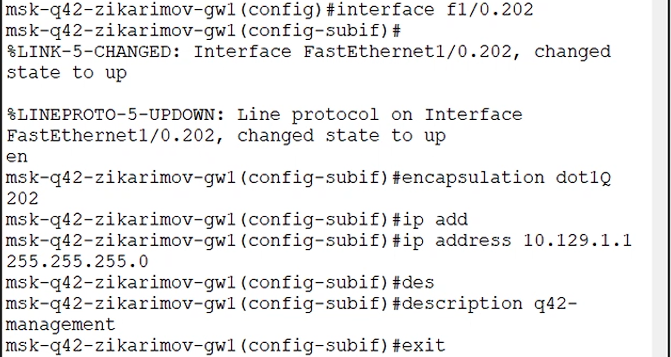 msk-q42-zikarimov-gw1(config)#interface f1/0.202
msk-q42-zikarimov-gw1(config-subif)#
%LINK-5-CHANGED: Interface FastEthernet1/0.202, changed
state to up

%LINEPROTO-5-UPDOWN: Line protocol on Interface
FastEthernet1/0.202, changed state to up
en
msk-q42-zikarimov-gw1(config-subif)#encapsulation dot1Q
202
msk-q42-zikarimov-gw1(config-subif)#ip add
msk-q42-zikarimov-gw1(config-subif)#ip address 10.129.1.1
255.255.255.0
msk-q42-zikarimov-gw1(config-subif)#des
msk-q42-zikarimov-gw1(config-subif)#description q42-
management
msk-q42-zikarimov-gw1(config-subif)#exit